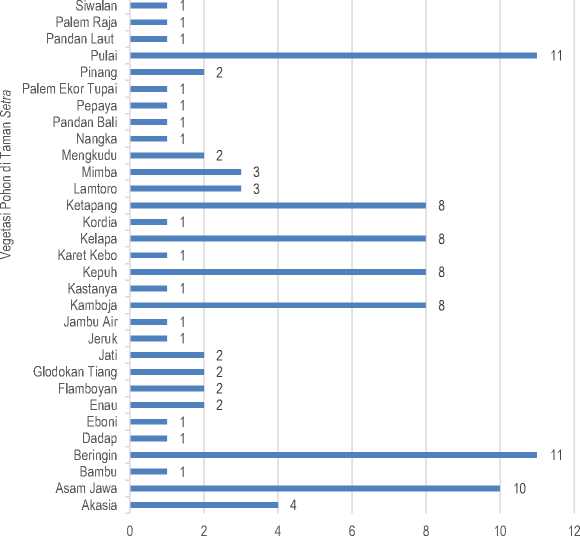 Vegetasi Pohon di Taman Setra
Siwalan 1
Palem Raja 1
Pandan Laut 1
Pulai 11
Pinang 2
Palem Ekor Tupai 1
Pepaya 1
Pandan Bali 1
Nangka 1
Mengkudu 2
Mimba 3
Lamtoro 3
Ketapang 8
Kordia 1
Kelapa 8
Karet Kebo 1
Kepuh 8
Kastanya 1
Kamboja 8
Jambu Air 1
Jeruk 1
Jati 2
Glodokan Tiang 2
Flamboyan 2
Enau 2
Eboni 1
Dadap 1
Beringin 11
Bambu 1
Asam Jawa 10
Akasia 4
0 2 4 6 8 10 12